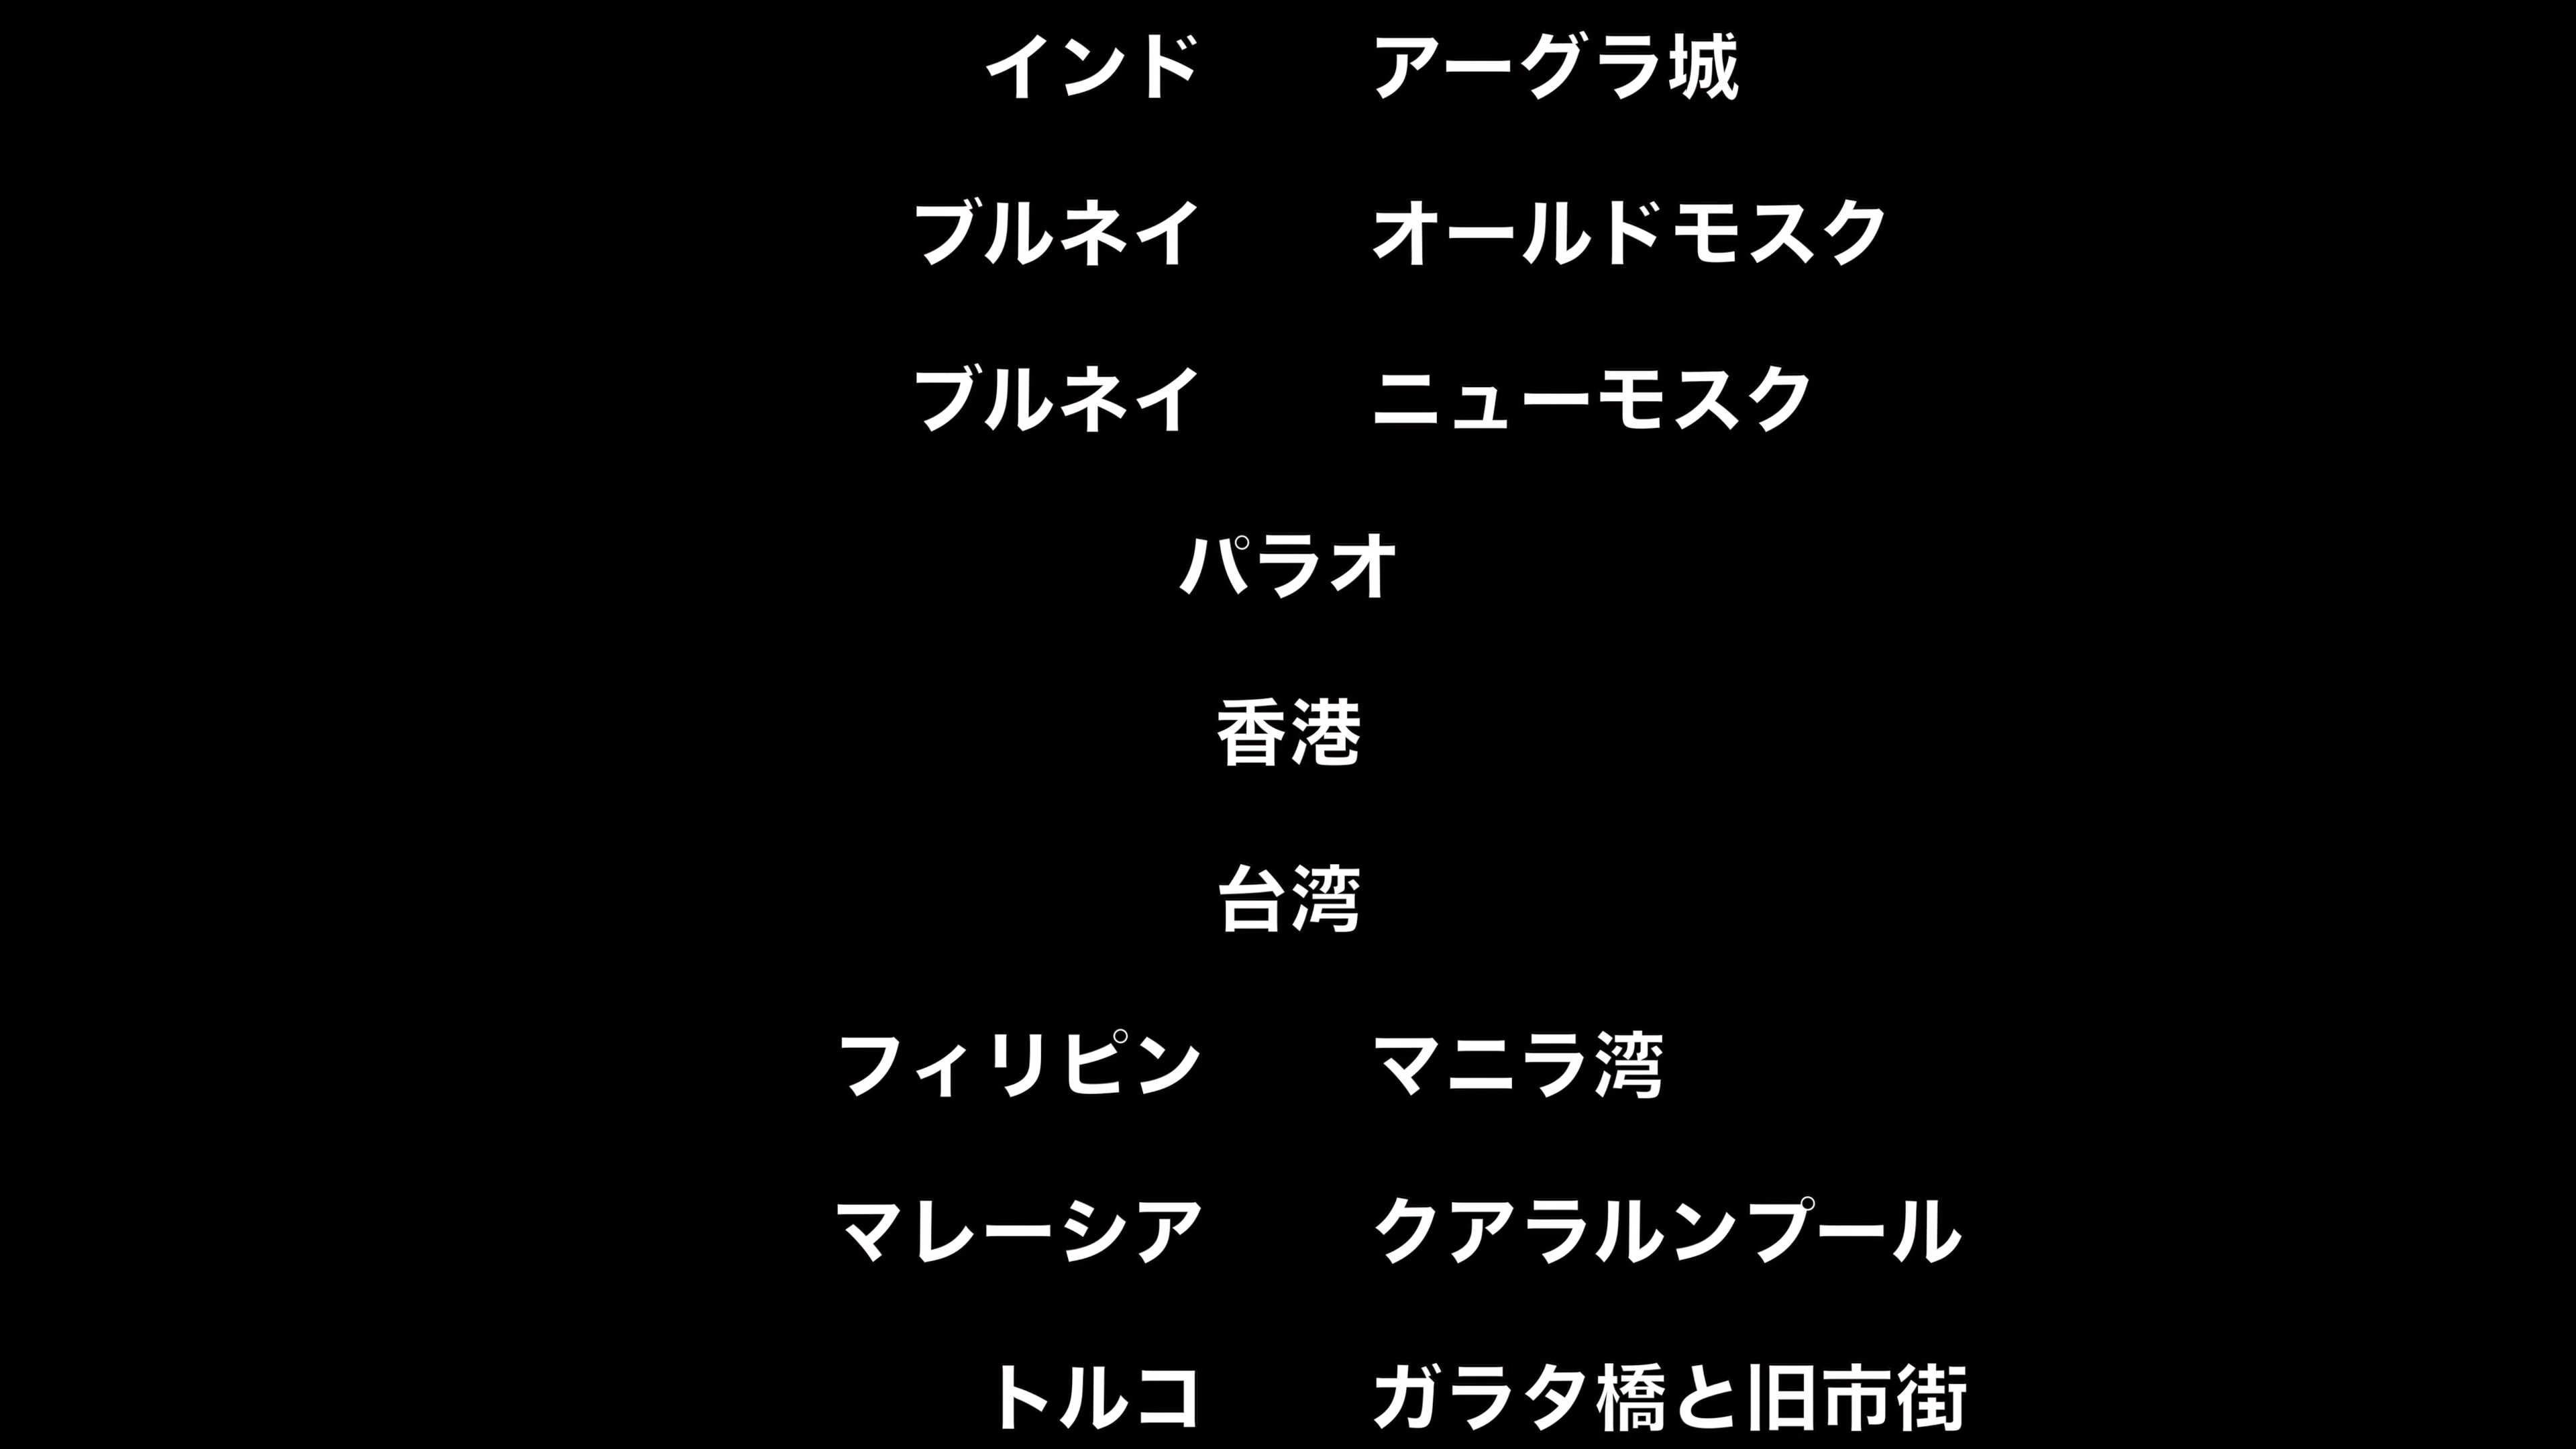 インド アーグラ城
ブルネイ オールドモスク
ブルネイ ニューモスク
パラオ
香港
台湾
フィリピン マニラ湾
マレーシア クアラルンプール
トルコ ガラタ橋と旧市街